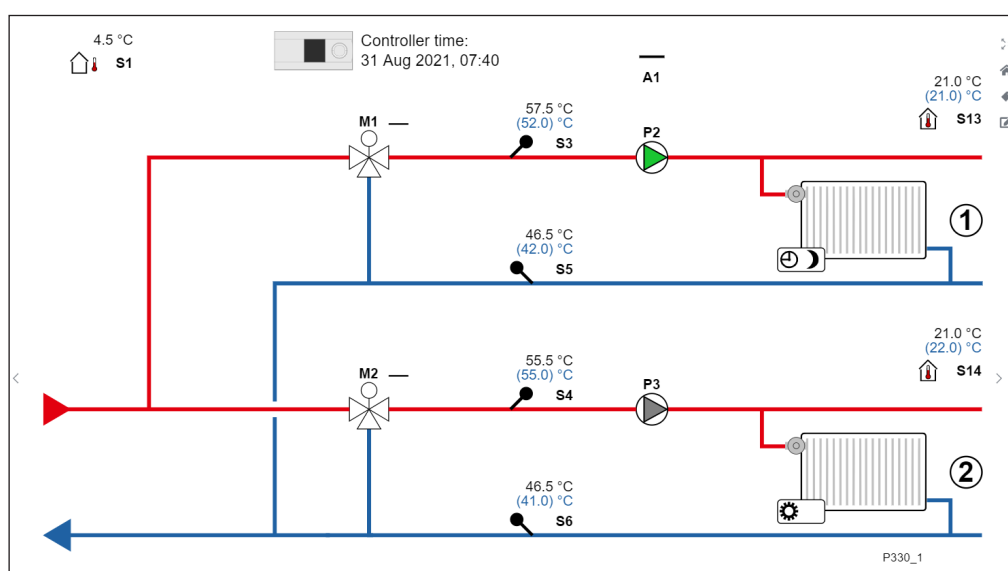 4.5 °C
S1
Controller time:
31 Aug 2021, 07:40
A1
21.0 °C
(21.0) °C
S13
M1
57.5 °C
(52.0) °C
S3
P2
1
46.5 °C
(42.0) °C
S5
21.0 °C
(22.0) °C
S14
M2
55.5 °C
(55.0) °C
S4
P3
2
46.5 °C
(41.0) °C
S6
P330_1